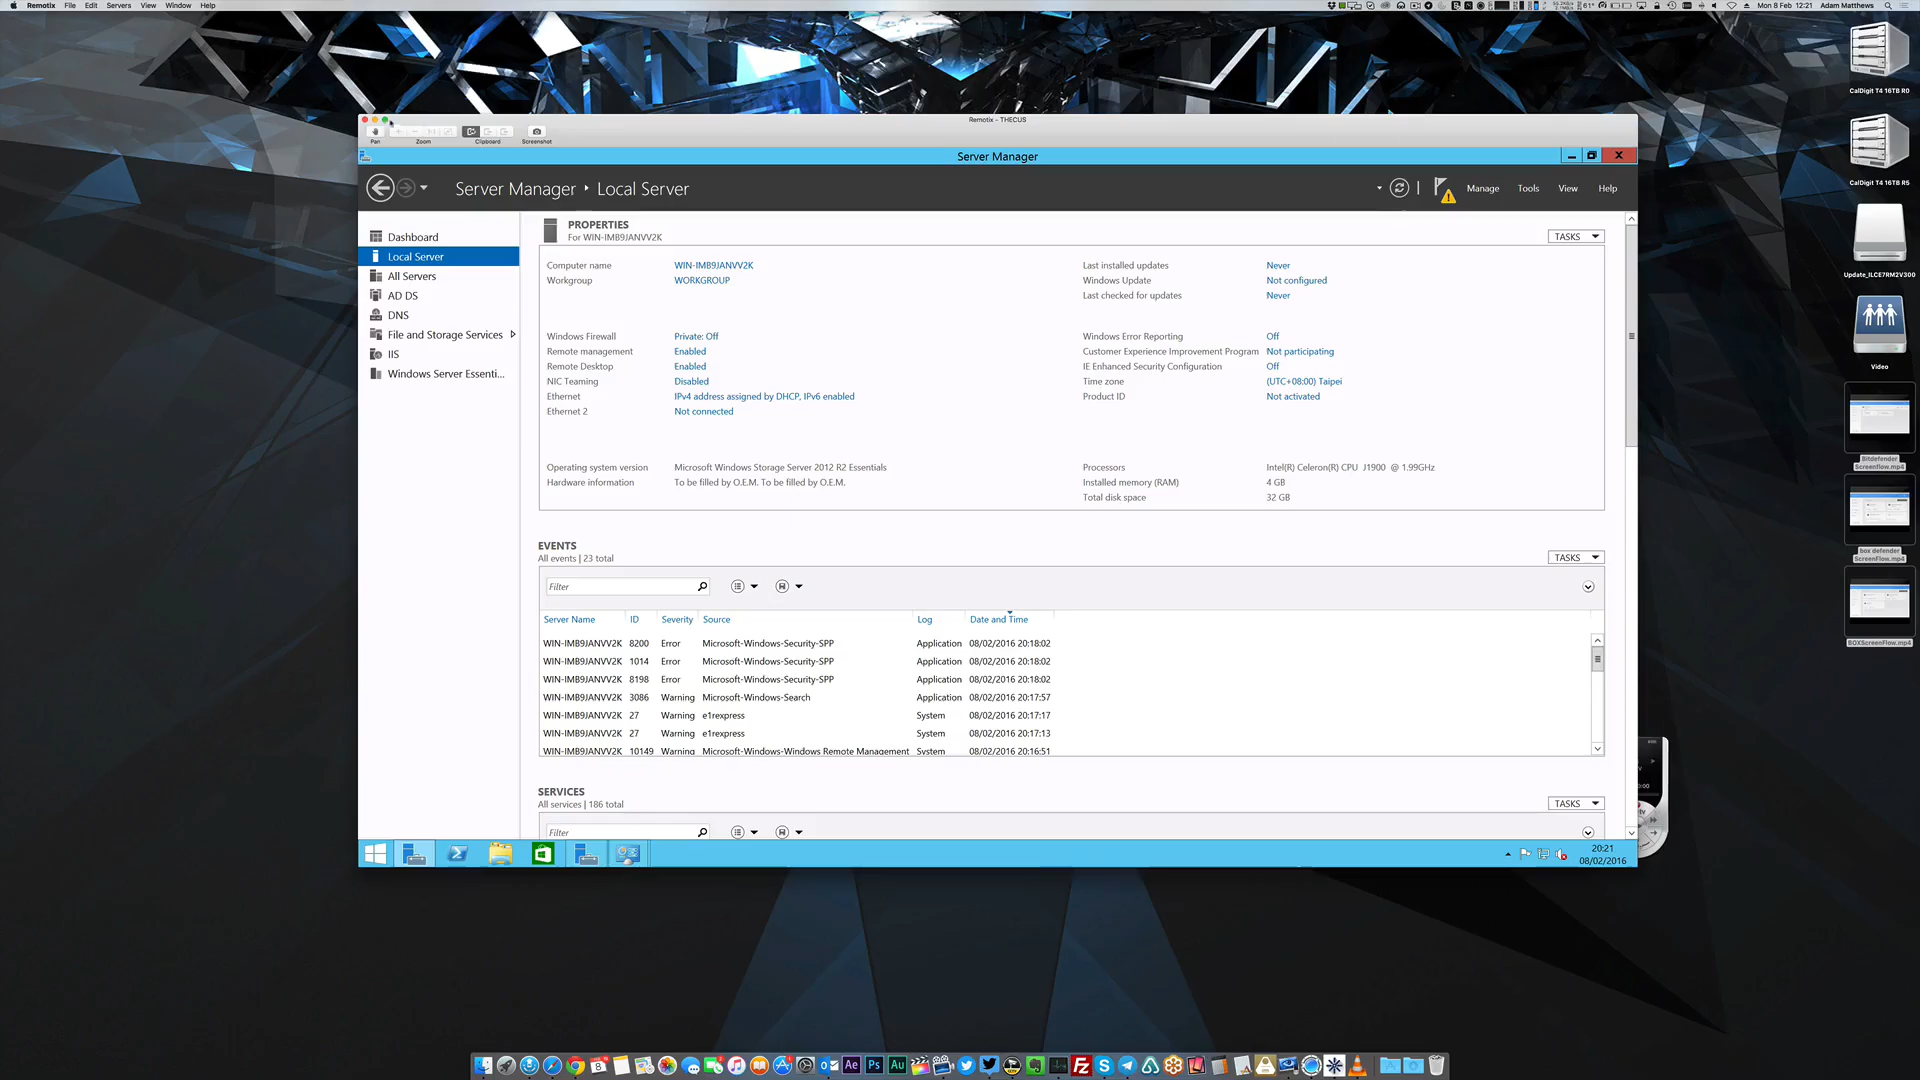 Remotix File Edit Servers View Window Help
Mon 8 Feb 12:21 Adam Matthews
CalDigit T4 16TB R0
CalDigit T4 16TB R5
Update_ILCE7RM2V300
Video
Bitdefender
Screenflow.mp4
box defender
ScreenFlow.mp4
BOXScreenFlow.mp4
Remotix - THECUS
Pan Zoom Clipboard Screenshot
Server Manager
Server Manager ‣ Local Server
Manage Tools View Help
Dashboard
Local Server
All Servers
AD DS
DNS
File and Storage Services
IIS
Windows Server Essenti...
PROPERTIES
For WIN-IMB9JANVV2K
TASKS
Computer name WIN-IMB9JANVV2K
Workgroup WORKGROUP
Last installed updates Never
Windows Update Not configured
Last checked for updates Never
Windows Firewall Private: Off
Remote management Enabled
Remote Desktop Enabled
NIC Teaming Disabled
Ethernet IPv4 address assigned by DHCP, IPv6 enabled
Ethernet 2 Not connected
Windows Error Reporting Off
Customer Experience Improvement Program Not participating
IE Enhanced Security Configuration Off
Time zone (UTC+08:00) Taipei
Product ID Not activated
Operating system version Microsoft Windows Storage Server 2012 R2 Essentials
Hardware information To be filled by O.E.M. To be filled by O.E.M.
Processors Intel(R) Celeron(R) CPU J1900 @ 1.99GHz
Installed memory (RAM) 4 GB
Total disk space 32 GB
EVENTS
All events | 23 total
TASKS
Filter
Server Name ID Severity Source Log Date and Time
WIN-IMB9JANVV2K 8200 Error Microsoft-Windows-Security-SPP Application 08/02/2016 20:18:02
WIN-IMB9JANVV2K 1014 Error Microsoft-Windows-Security-SPP Application 08/02/2016 20:18:02
WIN-IMB9JANVV2K 8198 Error Microsoft-Windows-Security-SPP Application 08/02/2016 20:18:02
WIN-IMB9JANVV2K 3086 Warning Microsoft-Windows-Search Application 08/02/2016 20:17:57
WIN-IMB9JANVV2K 27 Warning e1rexpress System 08/02/2016 20:17:17
WIN-IMB9JANVV2K 27 Warning e1rexpress System 08/02/2016 20:17:13
WIN-IMB9JANVV2K 10149 Warning Microsoft-Windows-Windows Remote Management System 08/02/2016 20:16:51
SERVICES
All services | 186 total
TASKS
Filter
20:21
08/02/2016
Ae Ps Au